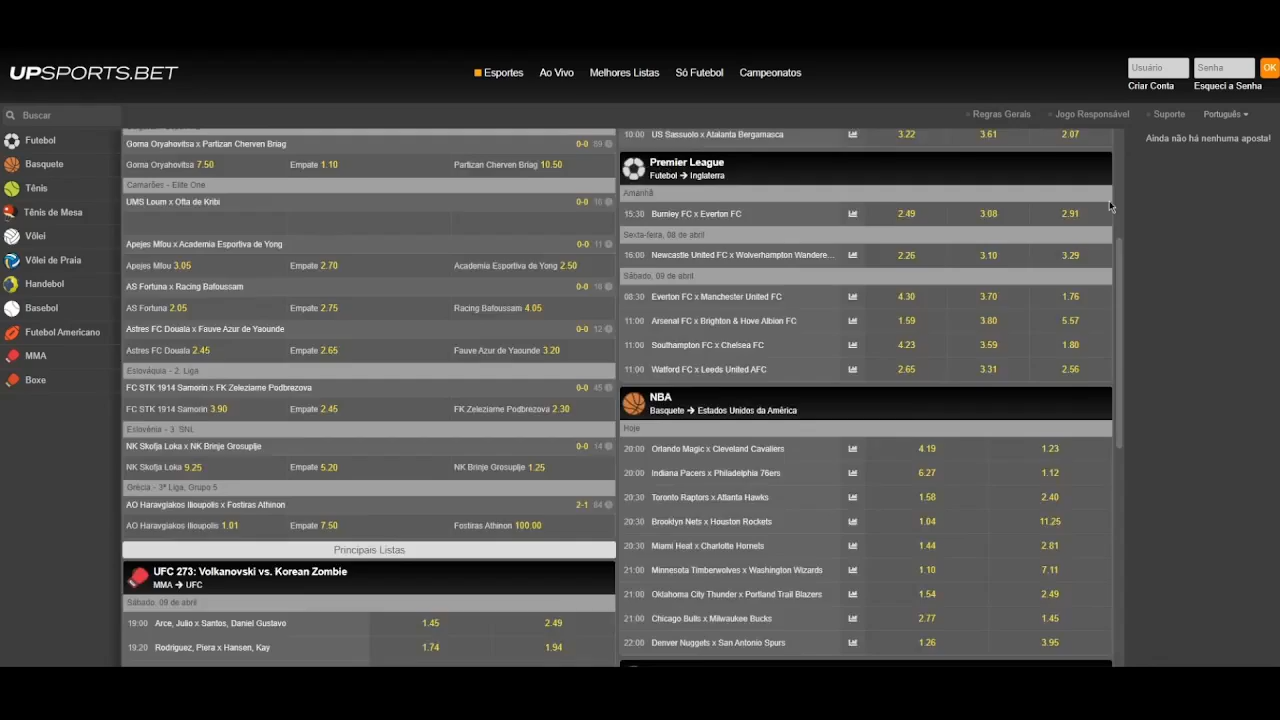 UPSPORTS.BET
Esportes Ao Vivo Melhores Listas Só Futebol Campeonatos
Usuário Senha OK
Criar Conta Esqueci a Senha
Buscar
Regras Gerais Jogo Responsável Suporte Português
Ainda não há nenhuma aposta!
Futebol
Basquete
Tênis
Tênis de Mesa
Vôlei
Vôlei de Praia
Handebol
Basebol
Futebol Americano
MMA
Boxe
Goma Oryahovitsa x Partizan Cherven Briag 0-0 89
Goma Oryahovitsa 7.50 Empate 1.10 Partizan Cherven Briag 10.50
Camarões - Elite One
UMS Loum x Ofta de Kribi 0-0 10
Apejes Mfou x Academia Esportiva de Yong 0-0 11
Apejes Mfou 3.05 Empate 2.70 Academia Esportiva de Yong 2.50
AS Fortuna x Racing Bafoussam 0-0 18
AS Fortuna 2.05 Empate 2.75 Racing Bafoussam 4.05
Astres FC Douala x Fauve Azur de Yaounde 0-0 12
Astres FC Douala 2.45 Empate 2.65 Fauve Azur de Yaounde 3.20
Eslováquia - 2. Liga
FC STK 1914 Samorin x FK Zeleziarne Podbrezova 0-0 45
FC STK 1914 Samorin 3.90 Empate 2.45 FK Zeleziarne Podbrezova 2.30
Eslovênia - 3. SNL
NK Skofja Loka x NK Brinje Grosuplje 0-0 14
NK Skofja Loka 9.25 Empate 5.20 NK Brinje Grosuplje 1.25
Grécia - 3ª Liga, Grupo 5
AO Haravgiakos Ilioupolis x Fostiras Athinon 2-1 84
AO Haravgiakos Ilioupolis 1.01 Empate 7.50 Fostiras Athinon 100.00
Principais Listas
UFC 273: Volkanovski vs. Korean Zombie
MMA → UFC
Sábado, 09 de abril
19:00 Arce, Julio x Santos, Daniel Gustavo 1.45 2.49
19:20 Rodriguez, Piera x Hansen, Kay 1.74 1.94
10:00 US Sassuolo x Atalanta Bergamasca 3.22 3.61 2.07
Premier League
Futebol → Inglaterra
Amanhã
15:30 Burnley FC x Everton FC 2.49 3.08 2.91
Sexta-feira, 08 de abril
16:00 Newcastle United FC x Wolverhampton Wandere... 2.26 3.10 3.29
Sábado, 09 de abril
08:30 Everton FC x Manchester United FC 4.30 3.70 1.76
11:00 Arsenal FC x Brighton & Hove Albion FC 1.59 3.80 5.57
11:00 Southampton FC x Chelsea FC 4.23 3.59 1.80
11:00 Watford FC x Leeds United AFC 2.65 3.31 2.56
NBA
Basquete → Estados Unidos da América
Hoje
20:00 Orlando Magic x Cleveland Cavaliers 4.19 1.23
20:00 Indiana Pacers x Philadelphia 76ers 6.27 1.12
20:30 Toronto Raptors x Atlanta Hawks 1.58 2.40
20:30 Brooklyn Nets x Houston Rockets 1.04 11.25
20:30 Miami Heat x Charlotte Hornets 1.44 2.81
21:00 Minnesota Timberwolves x Washington Wizards 1.10 7.11
21:00 Oklahoma City Thunder x Portland Trail Blazers 1.54 2.49
21:00 Chicago Bulls x Milwaukee Bucks 2.77 1.45
22:00 Denver Nuggets x San Antonio Spurs 1.26 3.95